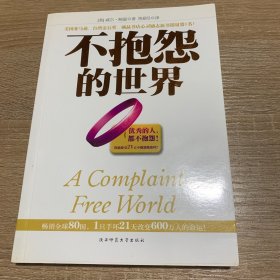 不抱怨
的世界
优秀的人,
都不抱怨!
A Complaint
Free World
畅销全球80国,1只手环21天改变600万人的命运!
陕西师范大学出版社